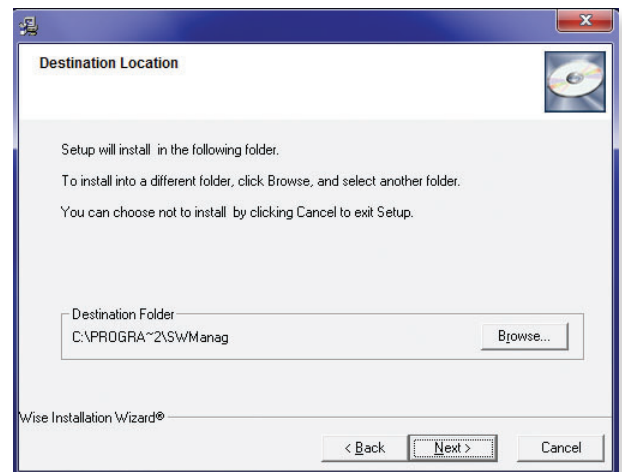 Destination Location
Setup will install  in the following folder.
To install into a different folder, click Browse, and select another folder.
You can choose not to install  by clicking Cancel to exit Setup.
Destination Folder
C:\PROGRA~2\SWManag
Browse...
Wise Installation Wizard®
< Back
Next >
Cancel